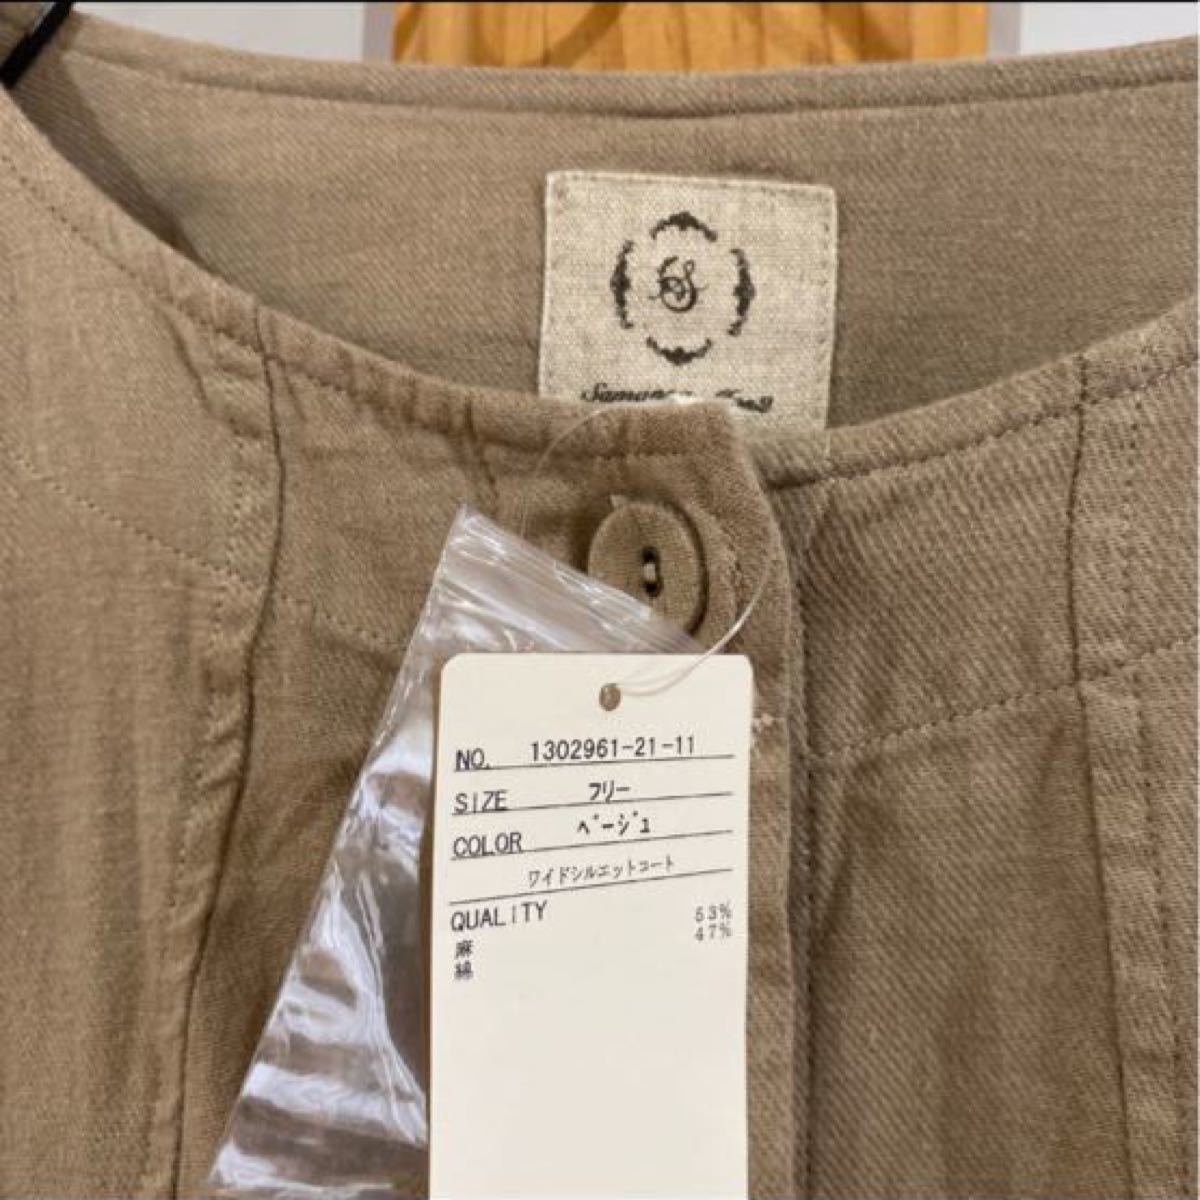 S
NO. 1302961-21-11
SIZE フリー
COLOR ベージュ
ワイドシルエットコート
QUALITY
麻 53%
綿 47%